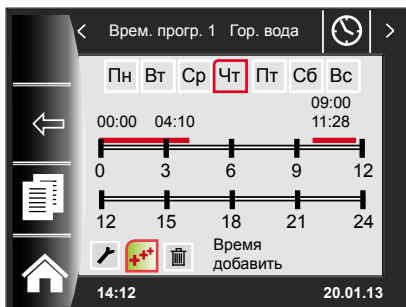 Врем. прогр. 1 Гор. вода
Пн Вт Ср Чт Пт Сб Вс
09:00
00:00 04:10 11:28
0 3 6 9 12
12 15 18 21 24
Время
добавить
14:12 20.01.13